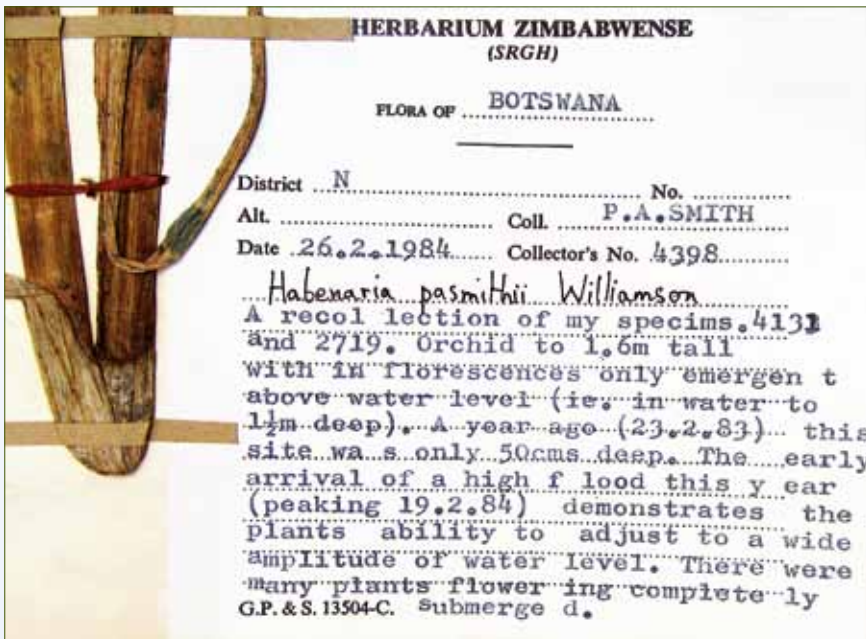 HERBARIUM ZIMBABWENSE
(SRGH)
FLORA OF BOTSWANA
District N No.
Alt. Coll. P.A.SMITH
Date 26.2.1984 Collector's No. 4398
Habenaria pasmithii Williamson
A recol lection of my specims.4131
and 2719. Orchid to 1.6m tall
with in florescences only emergen t
above water level (ie. in water to
1½m deep). A year ago (23.2.83) this
site wa s only 50cms deep. The early
arrival of a high f lood this y ear
(peaking 19.2.84) demonstrates the
plants ability to adjust to a wide
amplitude of water level. There were
many plants flower ing complete ly
G.P. & S. 13504-C. submerge d.